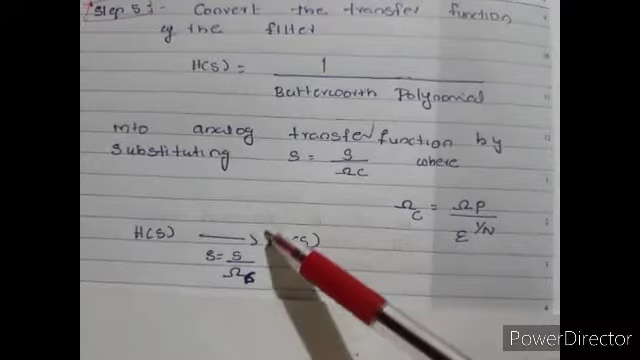 Step 5:- Convert the transfer function
of the filter
H(S) = 1
Butterworth Polynomial
into analog transfer function by
substituting S = S/Ωc where
Ωc = ΩP/ε^1/N
H(S) → (S)
S = S/Ωc
PowerDirector